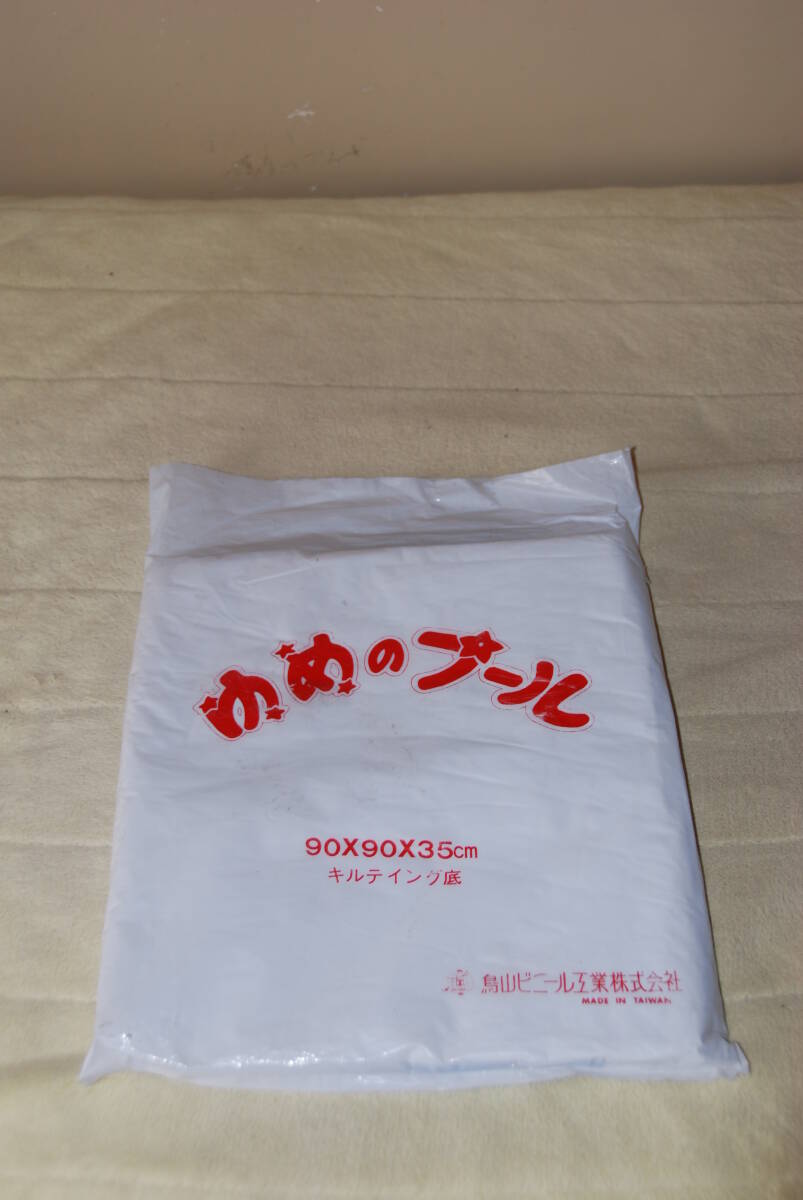 ゆめのプール
90X90X35cm
キルテイング底
鳥山ビニール工業株式会社
MADE IN TAIWAN